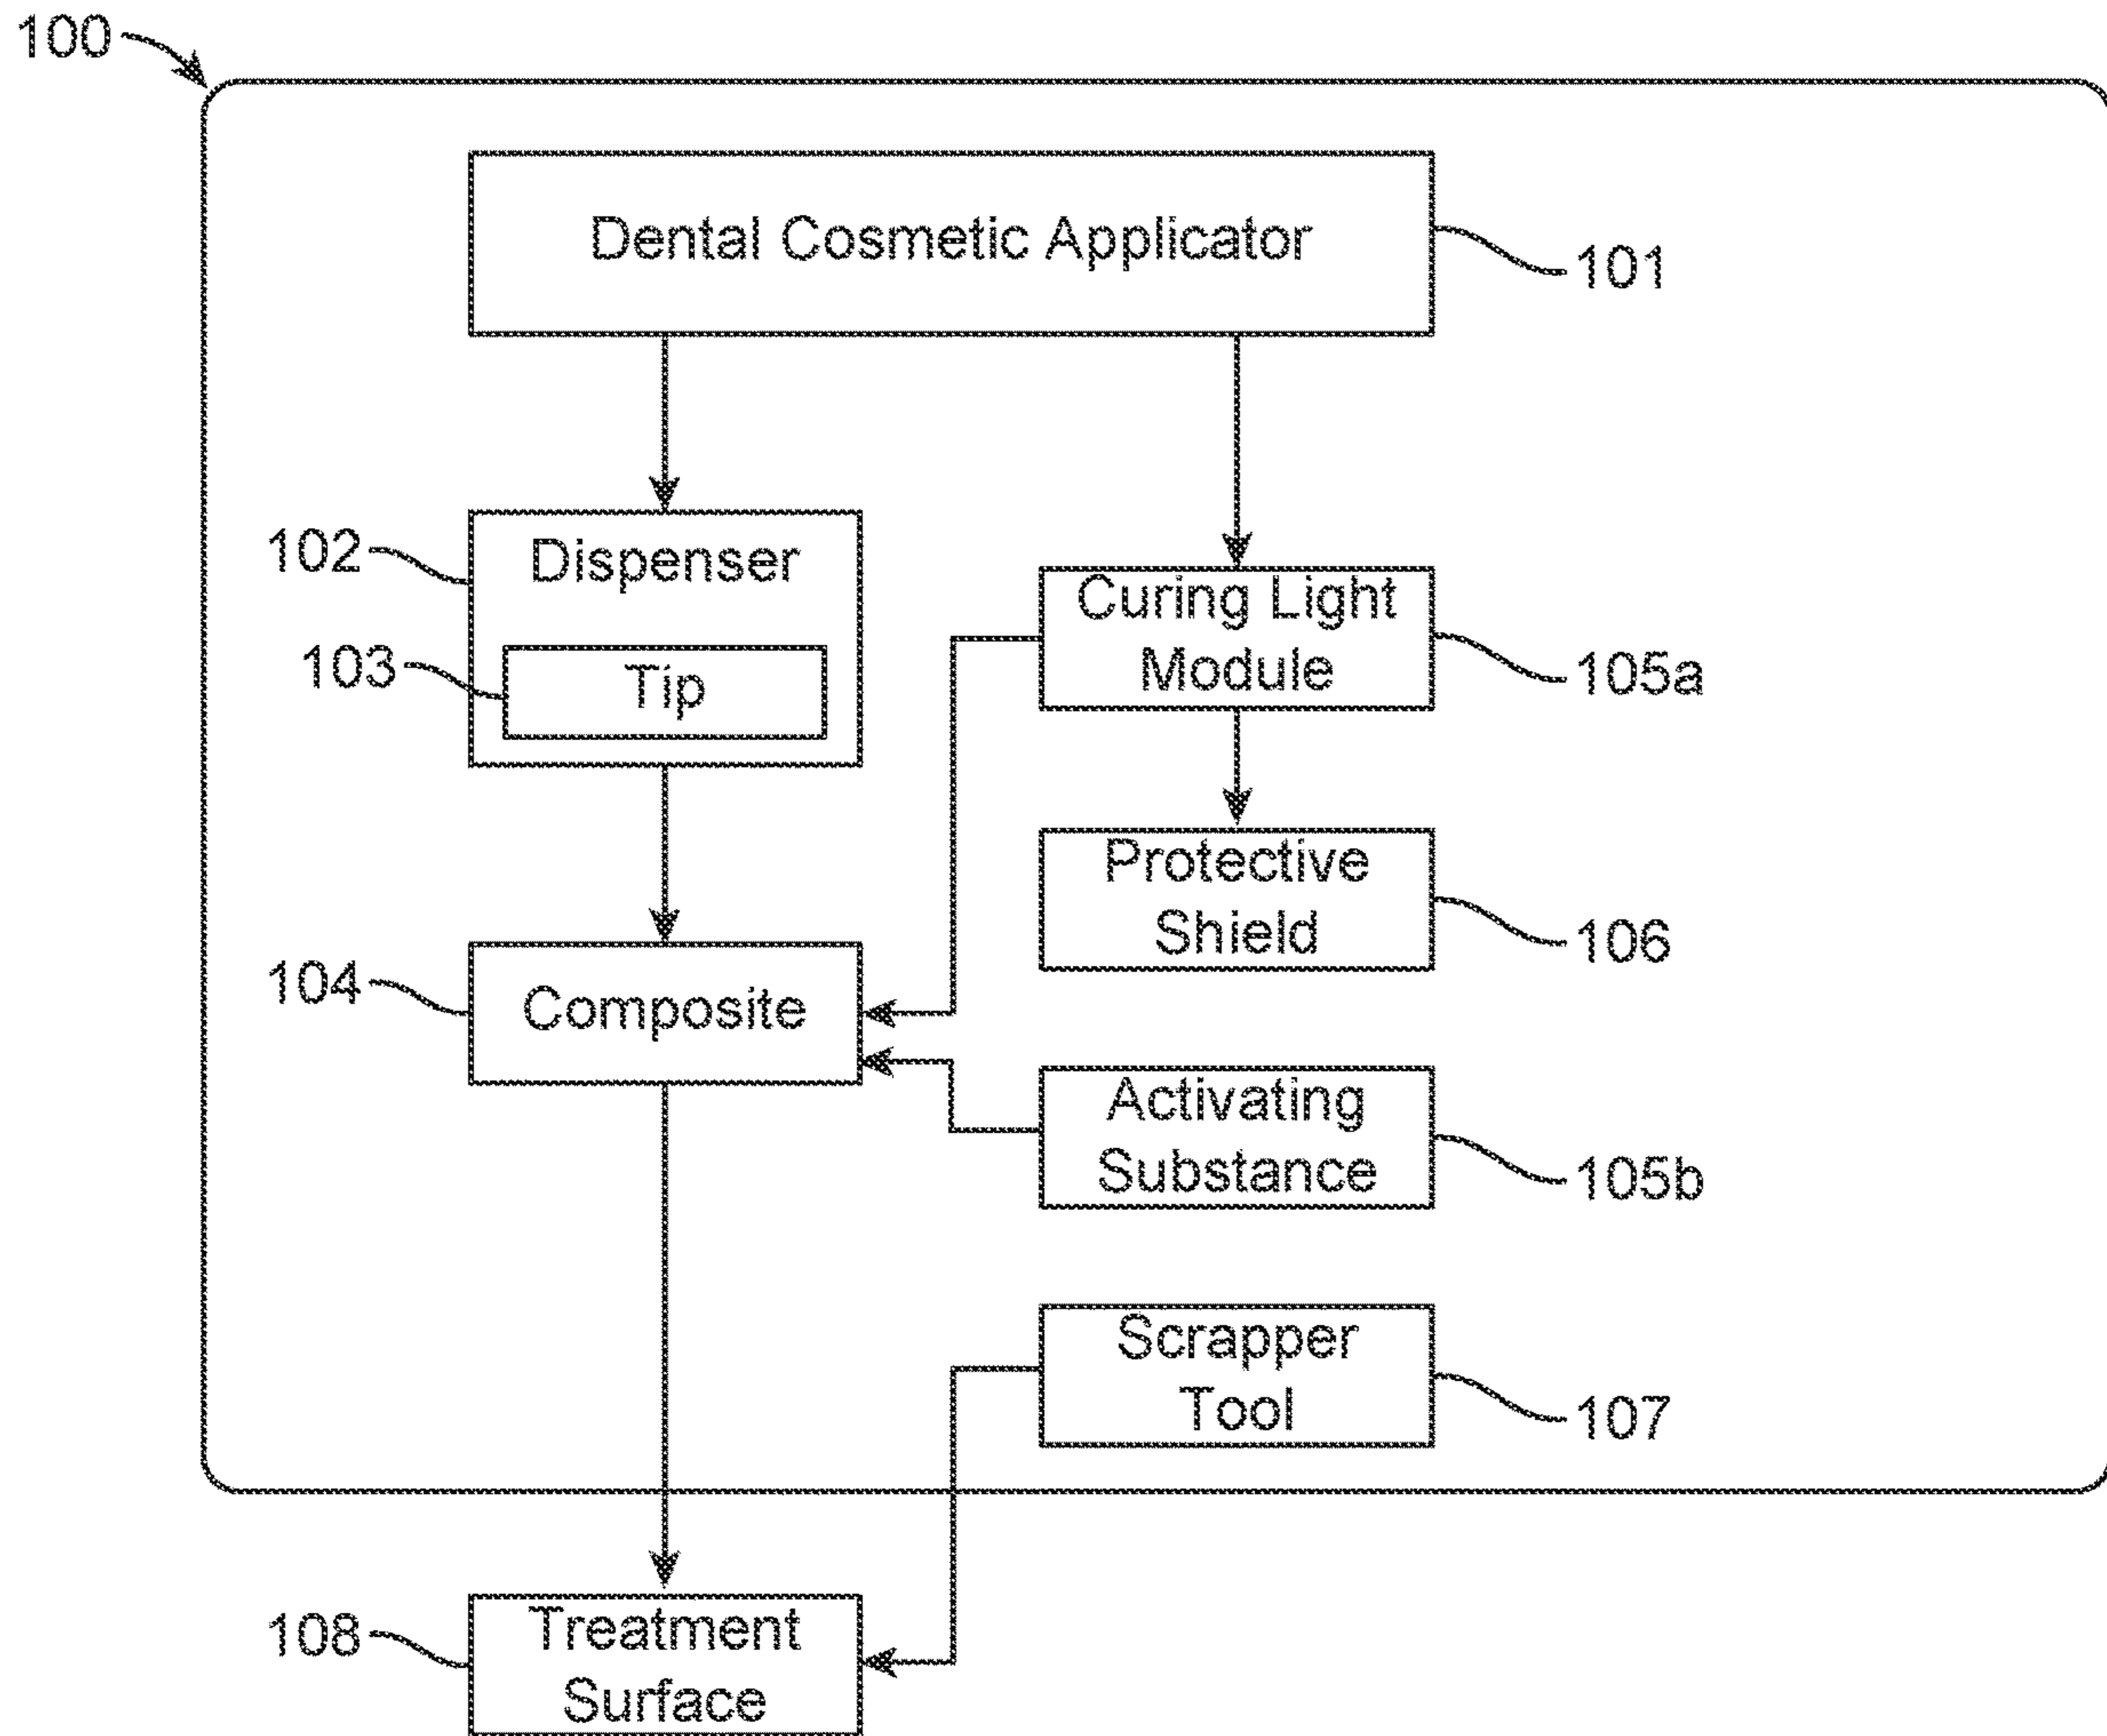 100
Dental Cosmetic Applicator
101
102
Dispenser
103
Tip
Curing Light
Module
105a
Protective
Shield
106
104
Composite
Activating
Substance
105b
Scrapper
Tool
107
108
Treatment
Surface